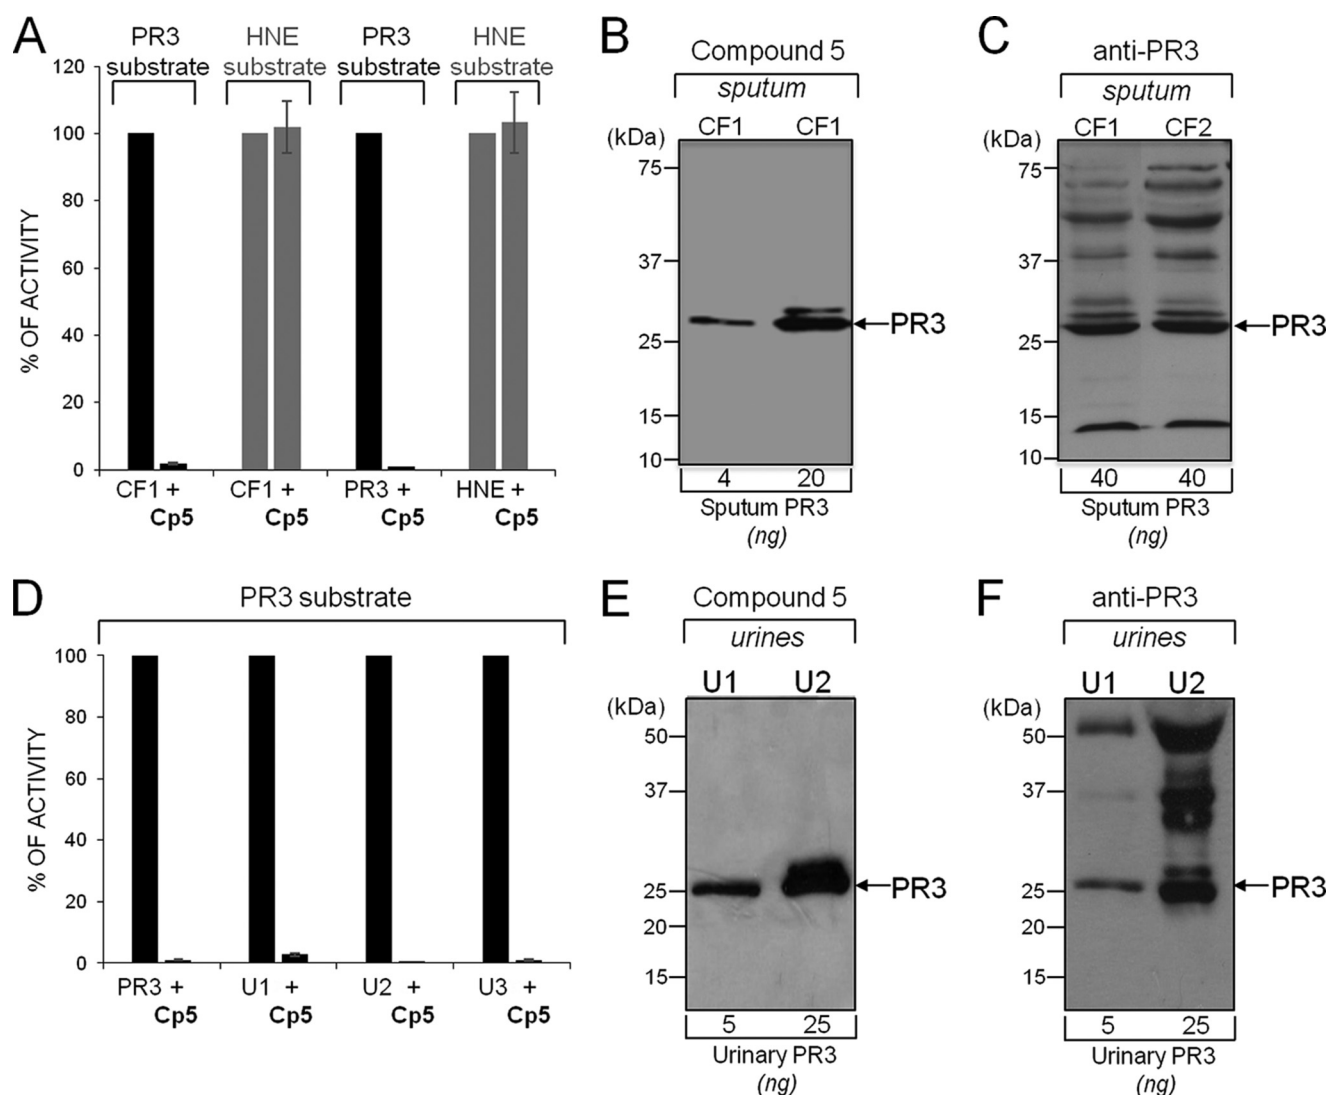 A
PR3 substrate
HNE substrate
PR3 substrate
HNE substrate
120
100
80
60
40
20
0
% OF ACTIVITY
CF1 + Cp5
CF1 + Cp5
PR3 + Cp5
HNE + Cp5
B
Compound 5
sputum
CF1 CF1
(kDa)
75
37
25
15
10
PR3
4 20
Sputum PR3
(ng)
C
anti-PR3
sputum
CF1 CF2
(kDa)
75
37
25
15
10
PR3
40 40
Sputum PR3
(ng)
D
PR3 substrate
100
80
60
40
20
0
% OF ACTIVITY
PR3 + Cp5
U1 + Cp5
U2 + Cp5
U3 + Cp5
E
Compound 5
urines
U1 U2
(kDa)
50
37
25
20
15
PR3
5 25
Urinary PR3
(ng)
F
anti-PR3
urines
U1 U2
(kDa)
50
37
25
20
15
PR3
5 25
Urinary PR3
(ng)